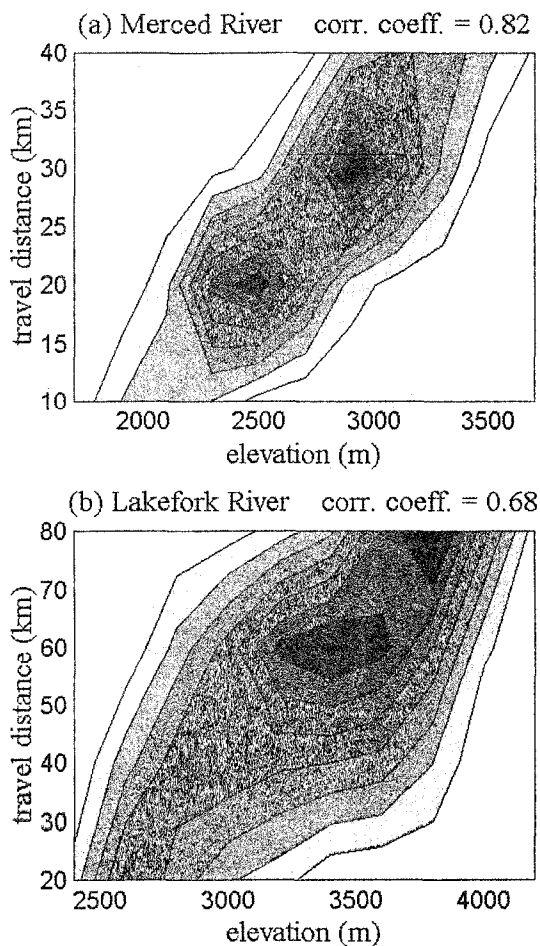 (a) Merced River corr. coeff. = 0.82
40
35
30
25
20
15
10
travel distance (km)
2000 2500 3000 3500
elevation (m)
(b) Lakefork River corr. coeff. = 0.68
80
70
60
50
40
30
20
travel distance (km)
2500 3000 3500 4000
elevation (m)